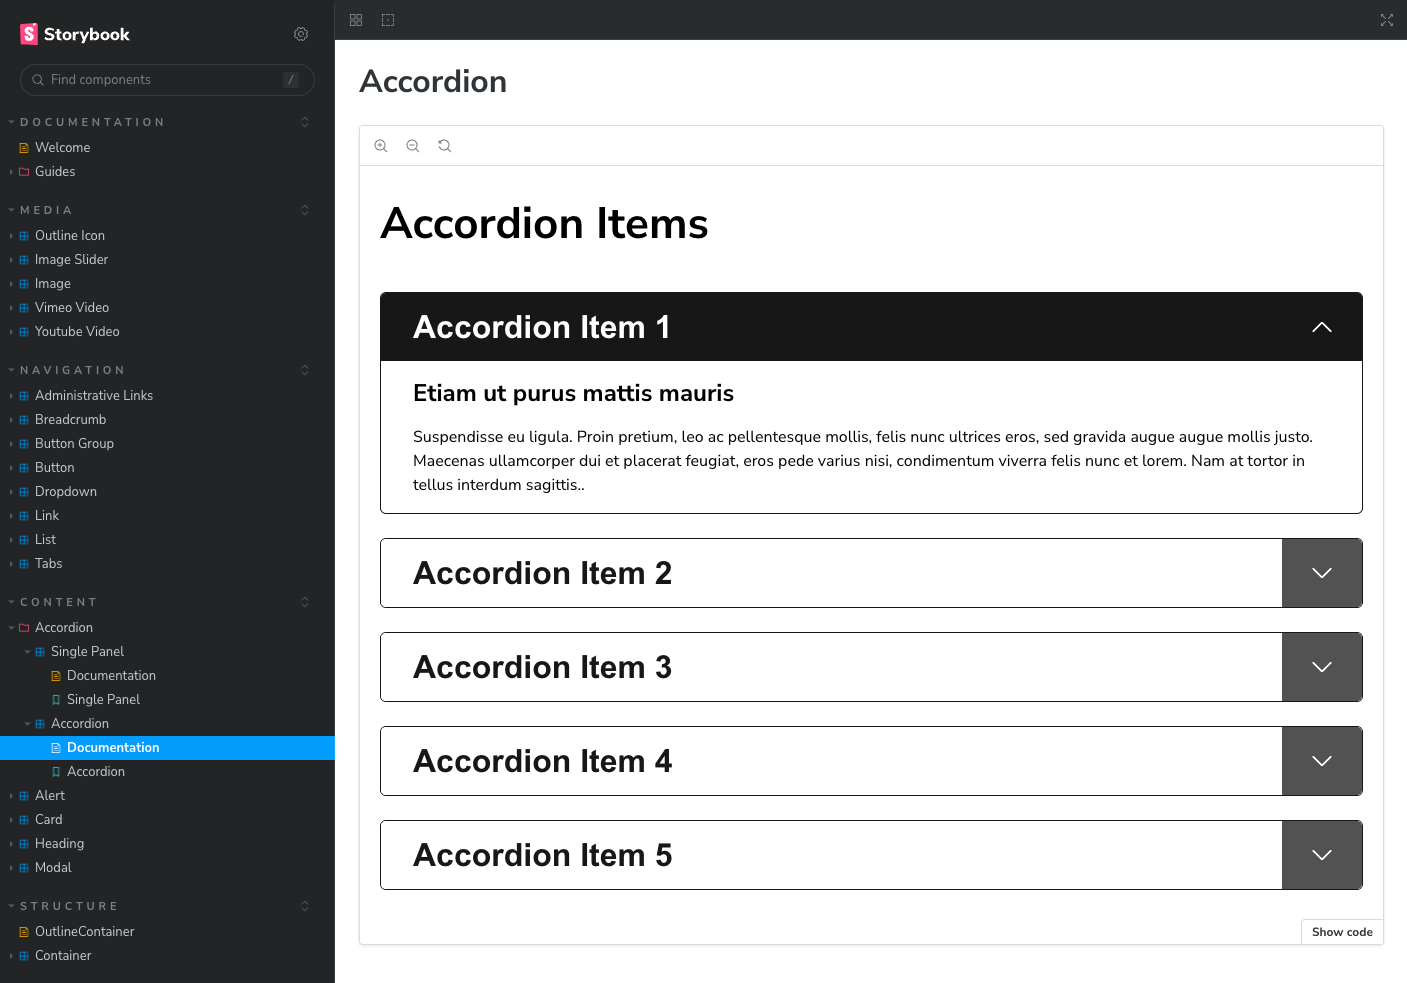 Storybook
Find components
/
DOCUMENTATION
Welcome
Guides
MEDIA
Outline Icon
Image Slider
Image
Vimeo Video
Youtube Video
NAVIGATION
Administrative Links
Breadcrumb
Button Group
Button
Dropdown
Link
List
Tabs
CONTENT
Accordion
Single Panel
Documentation
Single Panel
Accordion
Documentation
Accordion
Alert
Card
Heading
Modal
STRUCTURE
OutlineContainer
Container
Accordion
Accordion Items
Accordion Item 1
Etiam ut purus mattis mauris
Suspendisse eu ligula. Proin pretium, leo ac pellentesque mollis, felis nunc ultrices eros, sed gravida augue augue mollis justo.
Maecenas ullamcorper dui et placerat feugiat, eros pede varius nisi, condimentum viverra felis nunc et lorem. Nam at tortor in
tellus interdum sagittis..
Accordion Item 2
Accordion Item 3
Accordion Item 4
Accordion Item 5
Show code